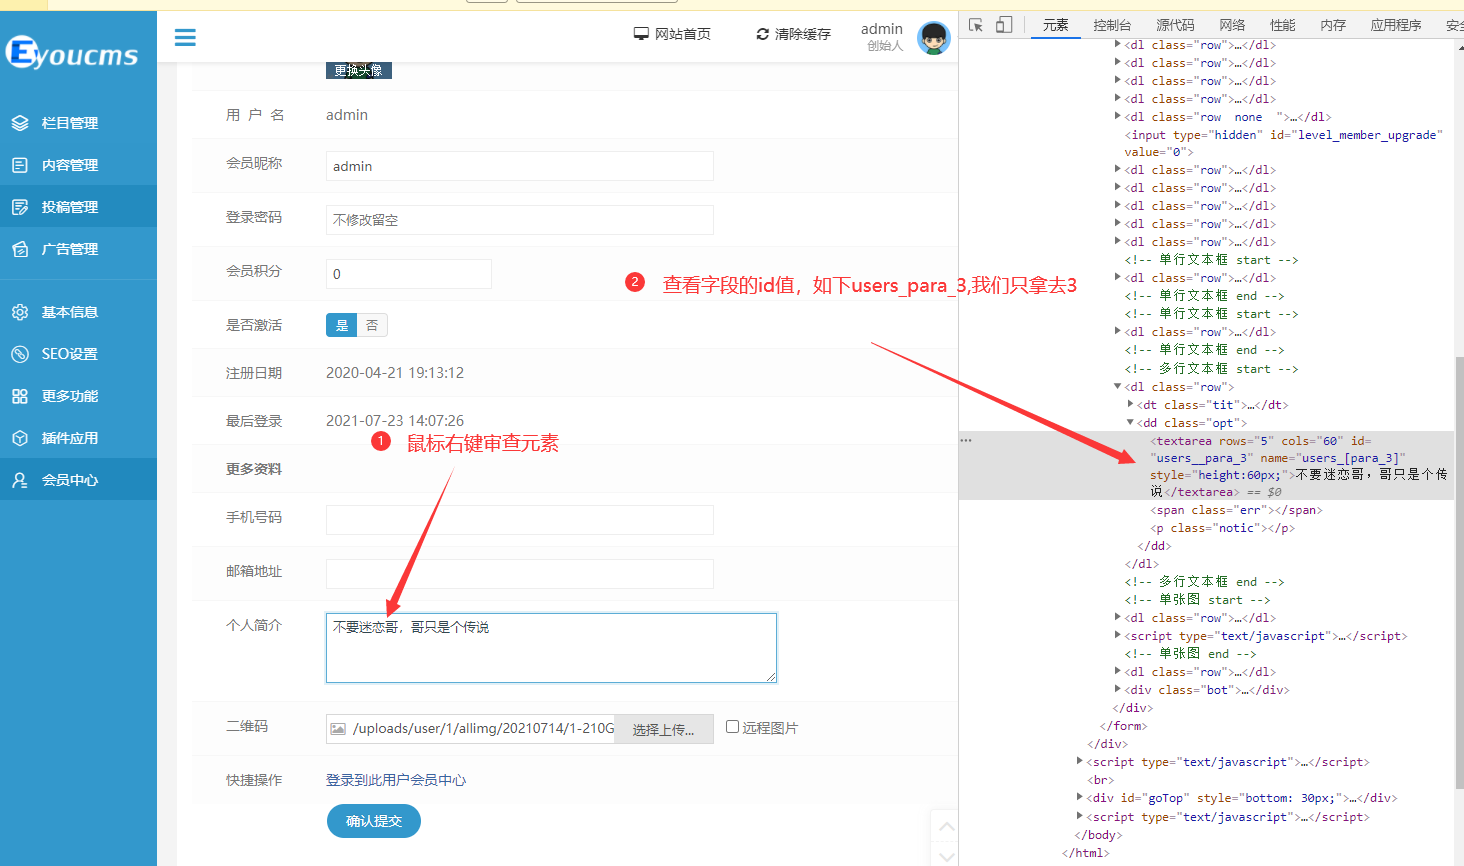 Eyoucms
栏目管理
内容管理
投稿管理
广告管理
基本信息
SEO设置
更多功能
插件应用
会员中心
网站首页
清除缓存
admin
创始人
更换头像
用 户 名
admin
会员昵称
admin
登录密码
不修改留空
会员积分
0
是否激活
是
否
注册日期
2020-04-21 19:13:12
最后登录
2021-07-23 14:07:26
更多资料
手机号码
邮箱地址
个人简介
不要迷恋哥，哥只是个传说
二维码
/uploads/user/1/allimg/20210714/1-210G
选择上传...
远程图片
快捷操作
登录到此用户会员中心
确认提交
1
鼠标右键审查元素
2
查看字段的id值，如下users_para_3,我们只拿去3
元素
控制台
源代码
网络
性能
内存
应用程序
安全
<dl class="row">…</dl>
<dl class="row">…</dl>
<dl class="row">…</dl>
<dl class="row">…</dl>
<dl class="row  none  ">…</dl>
<input type="hidden" id="level_member_upgrade"
value="0">
<dl class="row">…</dl>
<dl class="row">…</dl>
<dl class="row">…</dl>
<dl class="row">…</dl>
<dl class="row">…</dl>
<!-- 单行文本框 start -->
<dl class="row">…</dl>
<!-- 单行文本框 end -->
<!-- 单行文本框 start -->
<dl class="row">…</dl>
<!-- 单行文本框 end -->
<!-- 多行文本框 start -->
<dl class="row">
<dt class="tit">…</dt>
<dd class="opt">
<textarea rows="5" cols="60" id=
"users__para_3" name="users_[para_3]"
style="height:60px;">不要迷恋哥，哥只是个传
说</textarea> == $0
<span class="err"></span>
<p class="notic"></p>
</dd>
</dl>
<!-- 多行文本框 end -->
<!-- 单张图 start -->
<dl class="row">…</dl>
<script type="text/javascript">…</script>
<!-- 单张图 end -->
<dl class="row">…</dl>
<div class="bot">…</div>
</div>
</form>
</div>
<script type="text/javascript">…</script>
<br>
<div id="goTop" style="bottom: 30px;">…</div>
<script type="text/javascript">…</script>
</body>
</html>